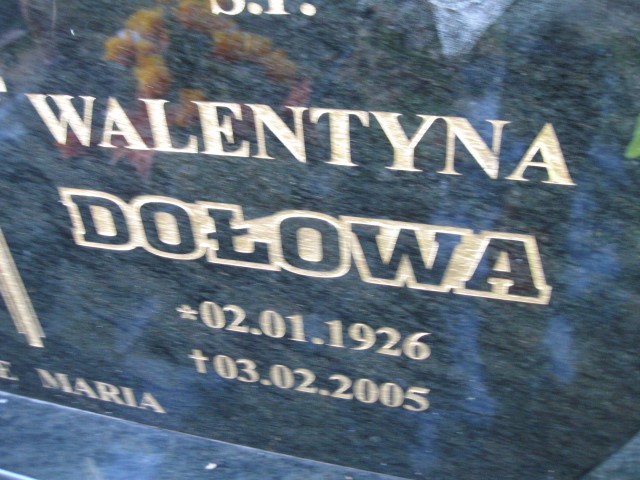 Ś.P.
WALENTYNA
DOŁOWA
*02.01.1926
†03.02.2005
MARIA